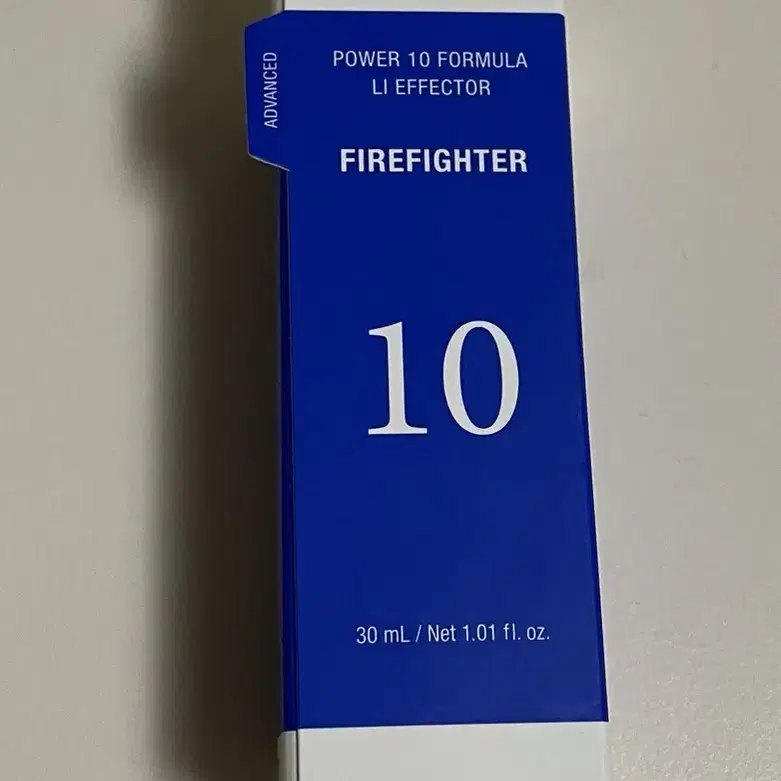 ADVANCED
POWER 10 FORMULA
LI EFFECTOR
FIREFIGHTER
10
30 mL / Net 1.01 fl. oz.